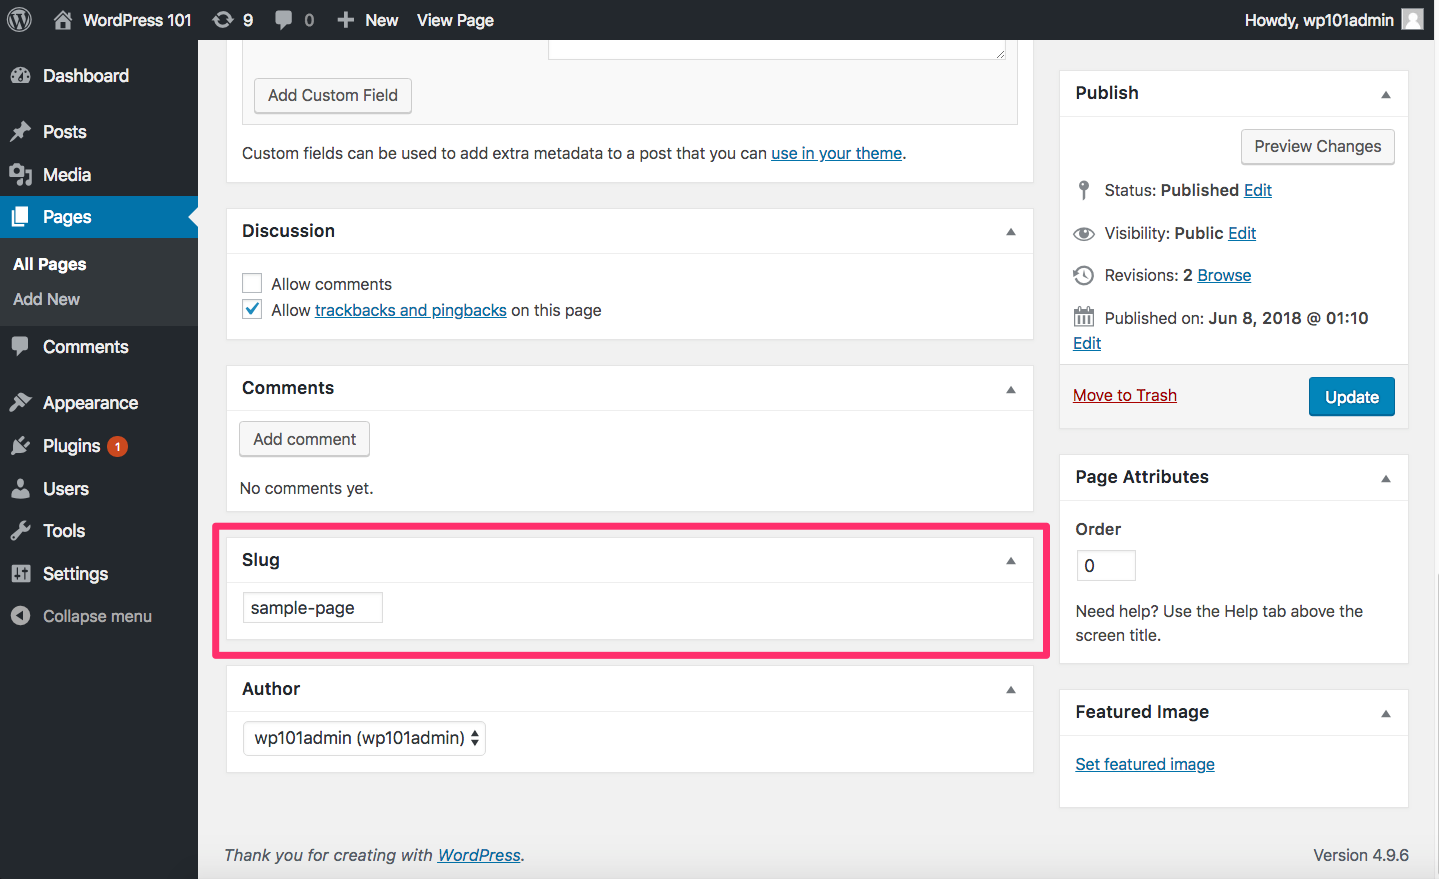 WordPress 101 9 0 New View Page Howdy, wp101admin
Dashboard
Posts
Media
Pages
All Pages
Add New
Comments
Appearance
Plugins 1
Users
Tools
Settings
Collapse menu
Add Custom Field
Custom fields can be used to add extra metadata to a post that you can use in your theme.
Discussion
Allow comments
Allow trackbacks and pingbacks on this page
Comments
Add comment
No comments yet.
Slug
sample-page
Author
wp101admin (wp101admin)
Publish
Preview Changes
Status: Published Edit
Visibility: Public Edit
Revisions: 2 Browse
Published on: Jun 8, 2018 @ 01:10
Edit
Move to Trash Update
Page Attributes
Order
0
Need help? Use the Help tab above the
screen title.
Featured Image
Set featured image
Thank you for creating with WordPress.
Version 4.9.6